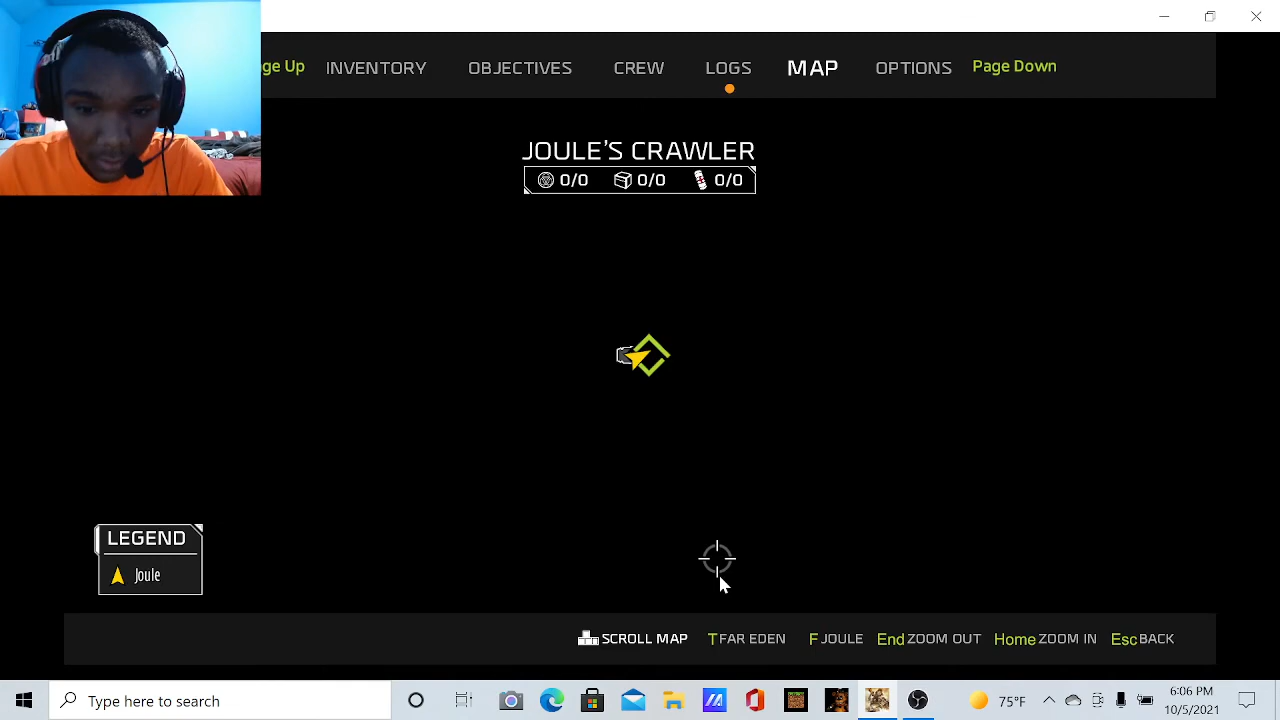 ge Up INVENTORY OBJECTIVES CREW LOGS MAP OPTIONS Page Down
JOULE'S CRAWLER
0/0 0/0 0/0
LEGEND
Joule
SCROLL MAP T FAR EDEN F JOULE End ZOOM OUT Home ZOOM IN Esc BACK
Type here to search
75°F
6:06 PM
10/5/2021